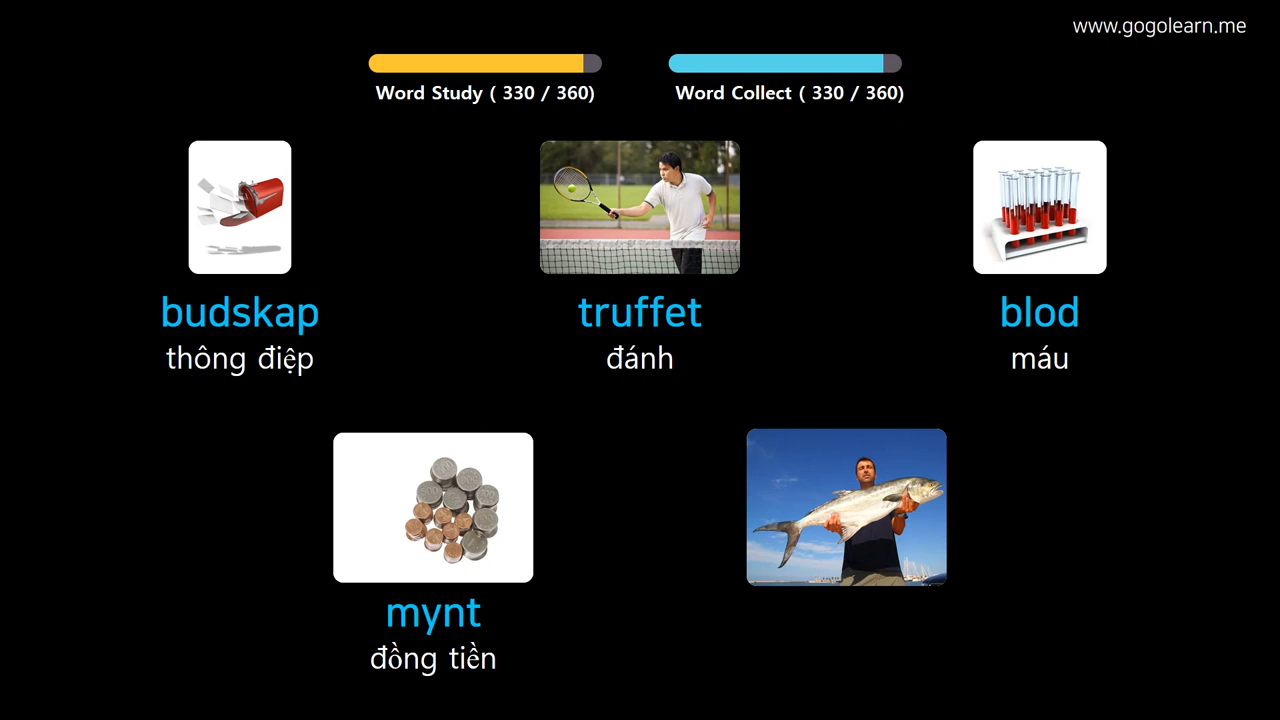 www.gogolearn.me
Word Study ( 330 / 360)
Word Collect ( 330 / 360)
budskap
thông điệp
truffet
đánh
blod
máu
mynt
đồng tiền